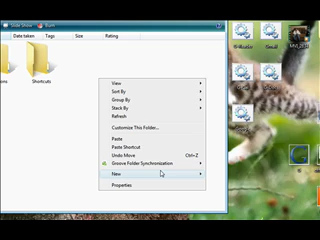 Slide Show Burn
Date taken Tags Size Rating
Shortcuts
View
Sort By
Group By
Stack By
Refresh
Customize This Folder...
Paste
Paste Shortcut
Undo Move Ctrl+Z
Groove Folder Synchronization
New
Properties
Gmail